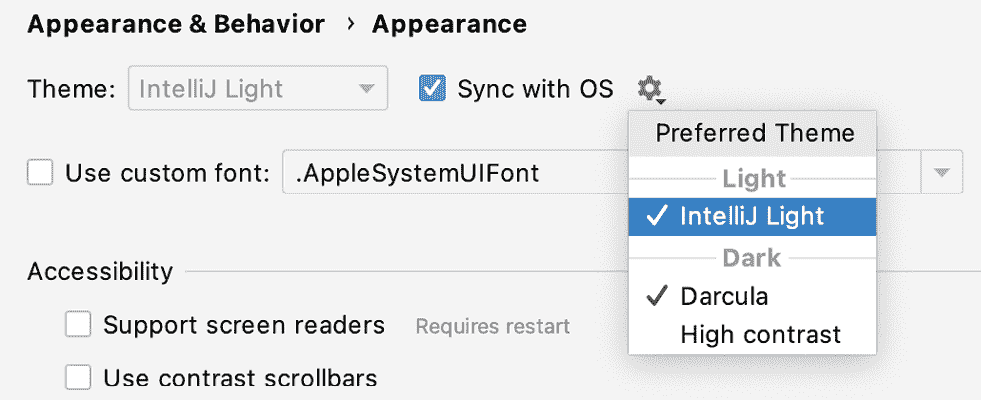 Appearance & Behavior › Appearance
Theme: IntelliJ Light Sync with OS
Preferred Theme
Use custom font: .AppleSystemUIFont
Light
IntelliJ Light
Dark
Accessibility
Darcula
Support screen readers Requires restart
High contrast
Use contrast scrollbars